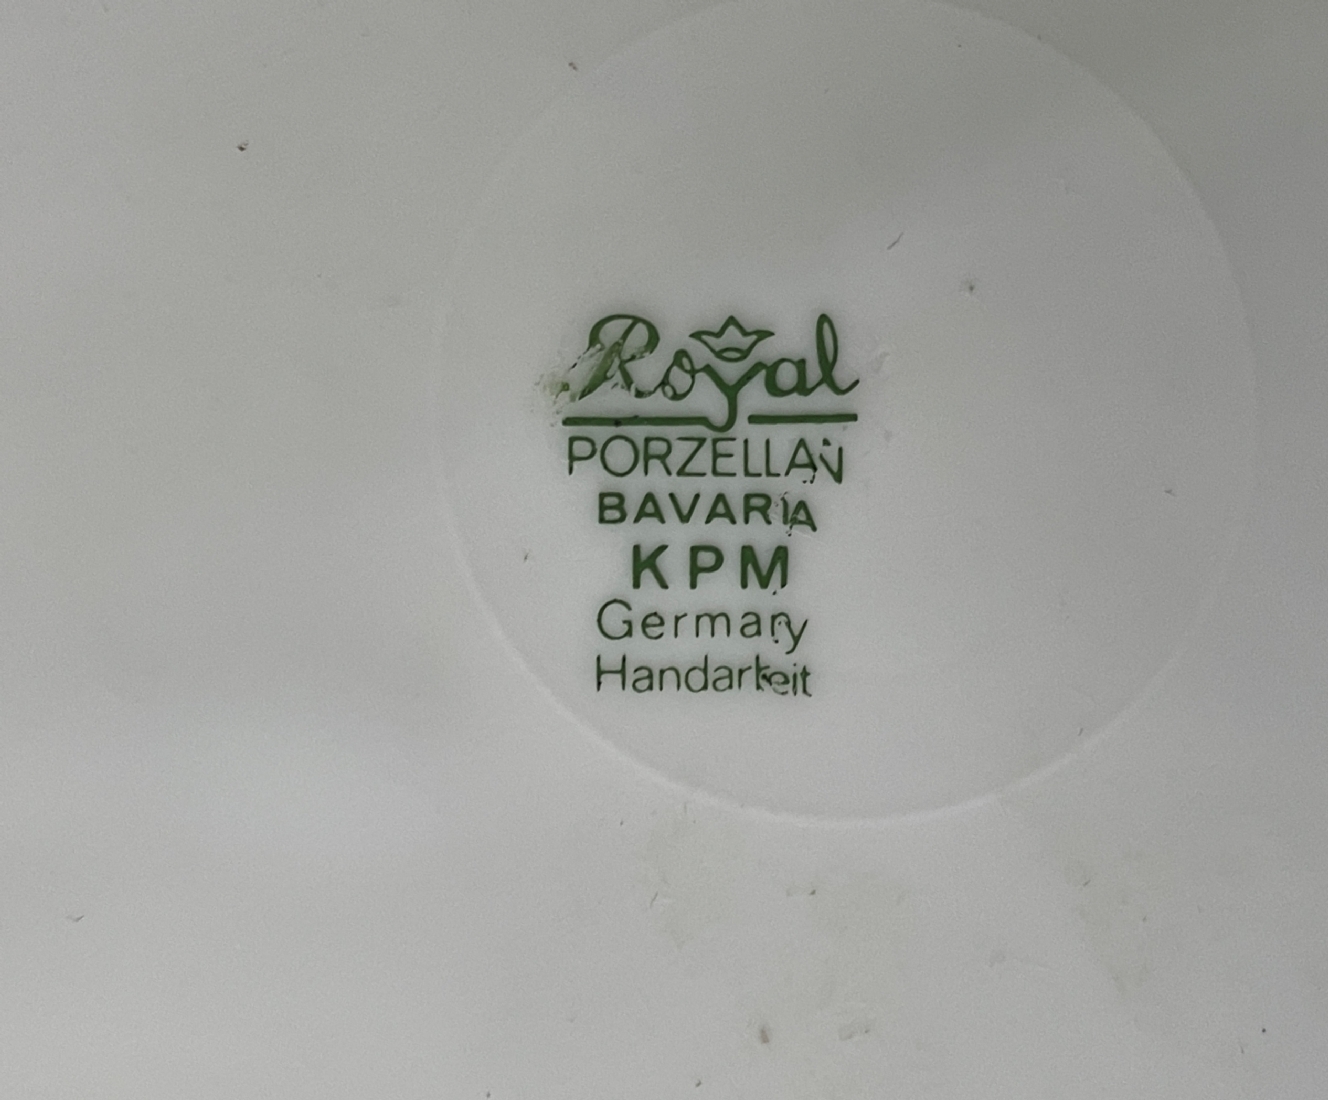 Royal
PORZELLAN
BAVARIA
KPM
Germany
Handarbeit